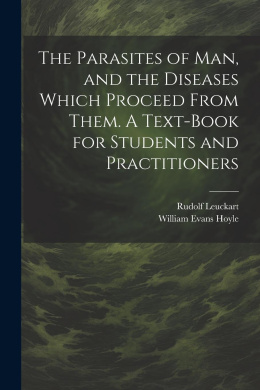 The Parasites of Man,
and the Diseases
Which Proceed From
Them. A Text-Book
for Students and
Practitioners
Rudolf Leuckart
William Evans Hoyle